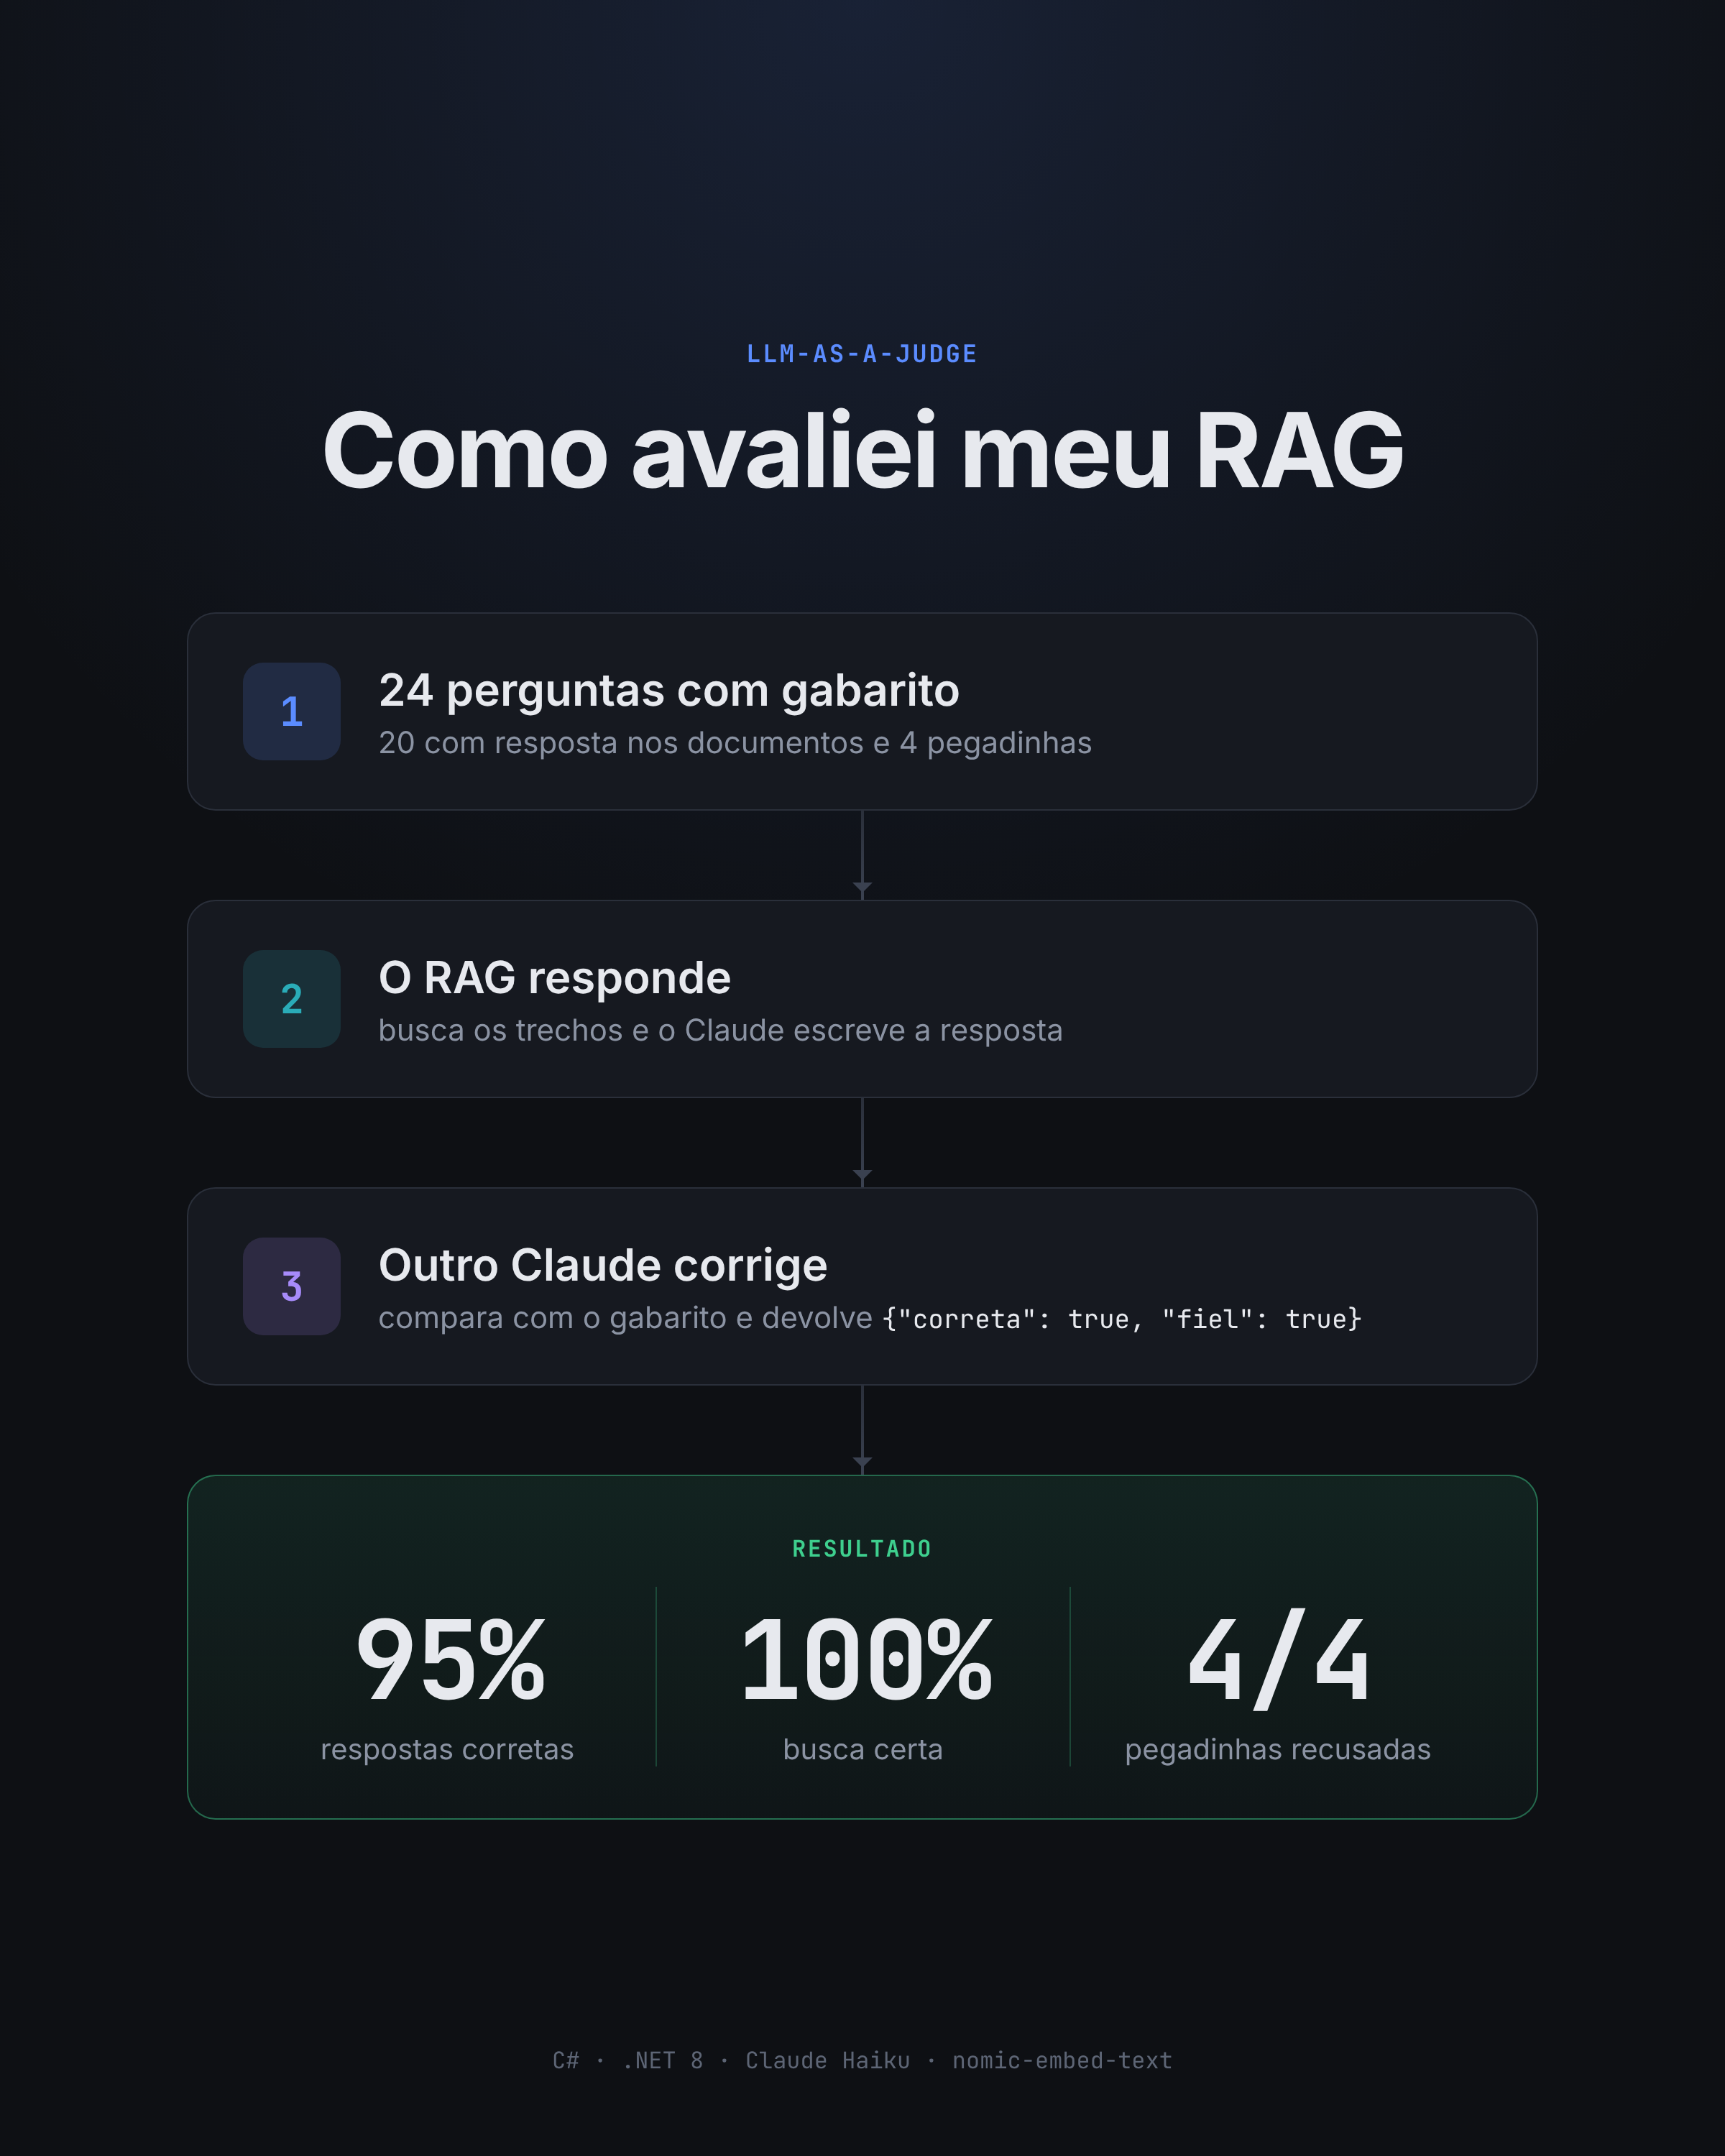 LLM-AS-A-JUDGE
Como avaliei meu RAG
1
24 perguntas com gabarito
20 com resposta nos documentos e 4 pegadinhas
2
O RAG responde
busca os trechos e o Claude escreve a resposta
3
Outro Claude corrige
compara com o gabarito e devolve {"correta": true, "fiel": true}
RESULTADO
95% 100% 4/4
respostas corretas busca certa pegadinhas recusadas
C# · .NET 8 · Claude Haiku · nomic-embed-text